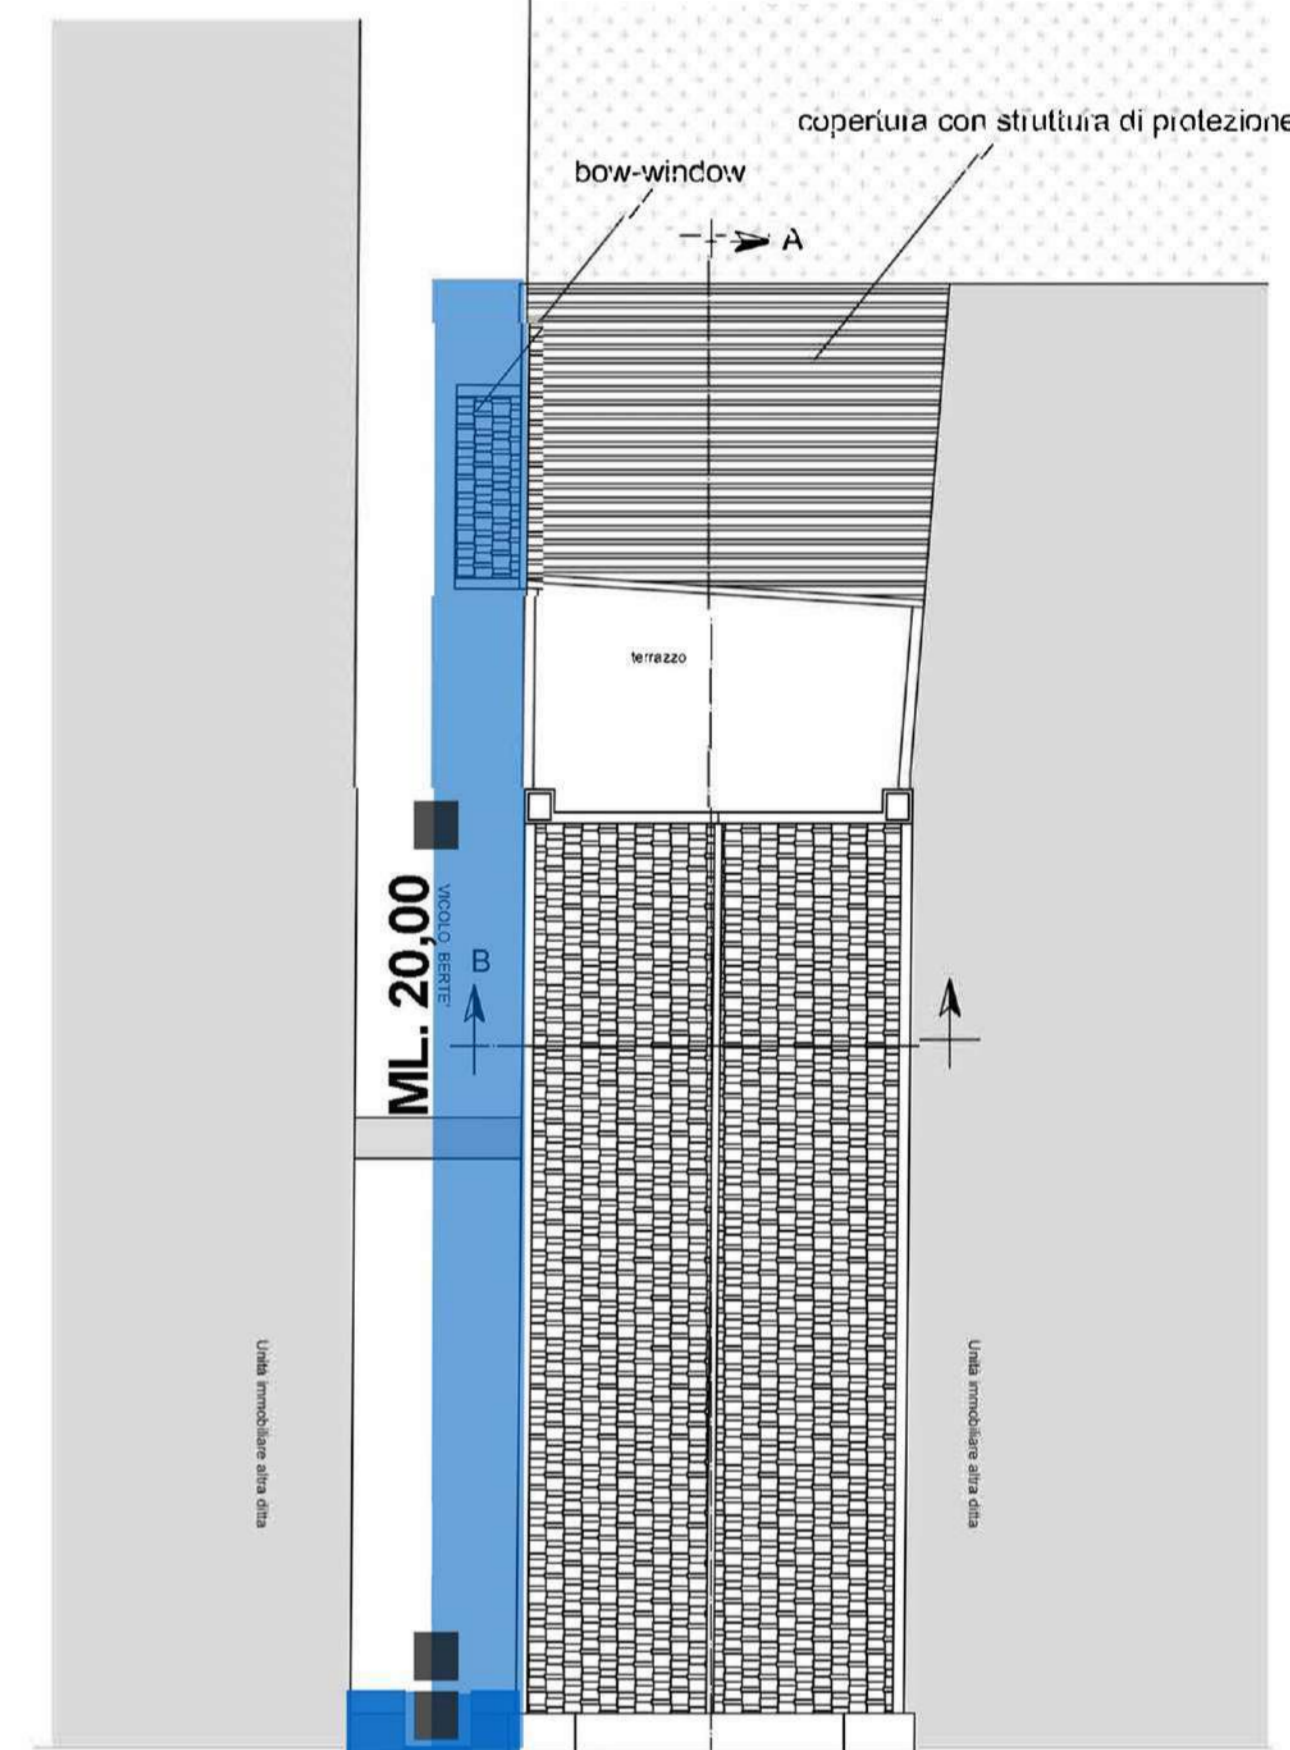 copertura con struttura di protezione
bow-window
A
terrazzo
ML. 20,00
VICOLO BERTE'
B
Unità immobiliare altra ditta
Unità immobiliare altra ditta